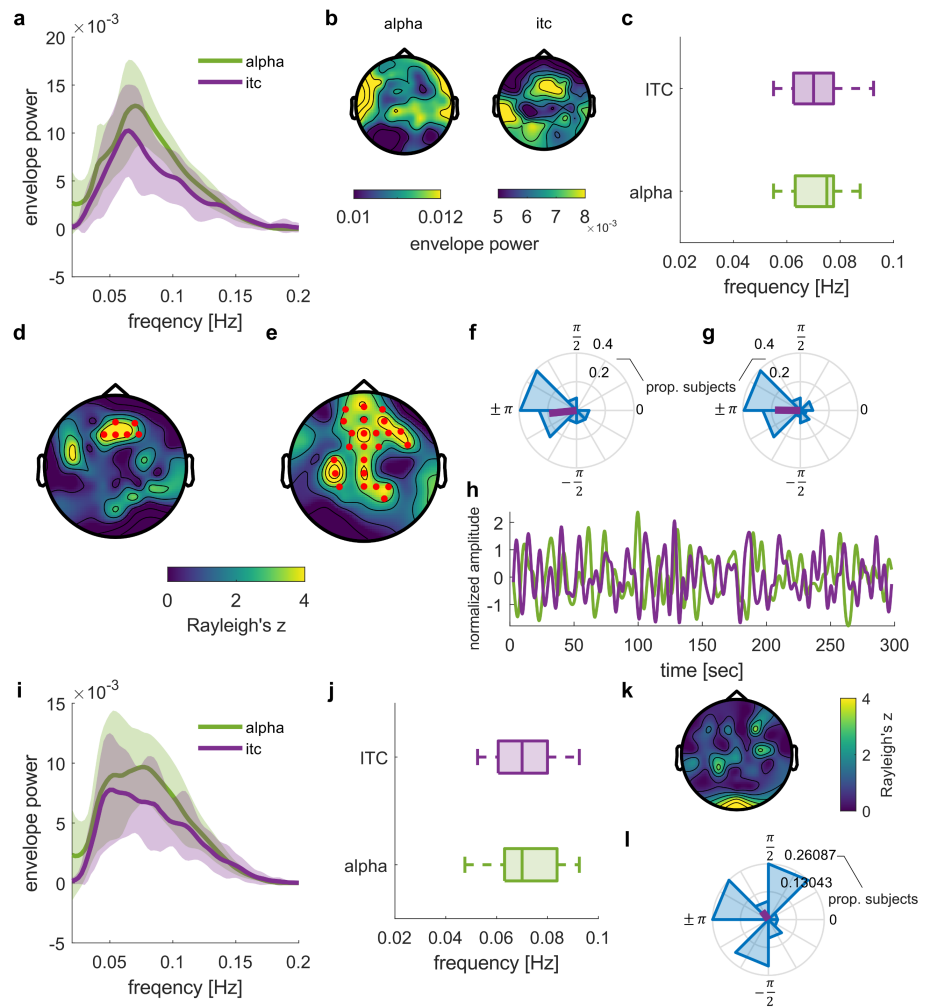 a
×10⁻³
20
15
10
5
0
-5
envelope power
alpha
itc
0.05
0.1
0.15
0.2
freqency [Hz]
b
alpha
itc
0.01
0.012
5
6
7
8
×10⁻³
envelope power
c
ITC
alpha
0.02
0.04
0.06
0.08
0.1
frequency [Hz]
d
e
0
2
4
Rayleigh's z
f
π/2
0.4
0.2
± π
0
-π/2
prop. subjects
g
π/2
0.4
0.2
± π
0
-π/2
h
normalized amplitude
2
1
0
-1
0
50
100
150
200
250
300
time [sec]
i
×10⁻³
15
10
5
0
-5
envelope power
alpha
itc
0.05
0.1
0.15
0.2
freqency [Hz]
j
ITC
alpha
0.02
0.04
0.06
0.08
0.1
frequency [Hz]
k
4
2
0
Rayleigh's z
l
π/2
0.26087
0.13043
prop. subjects
± π
0
-π/2